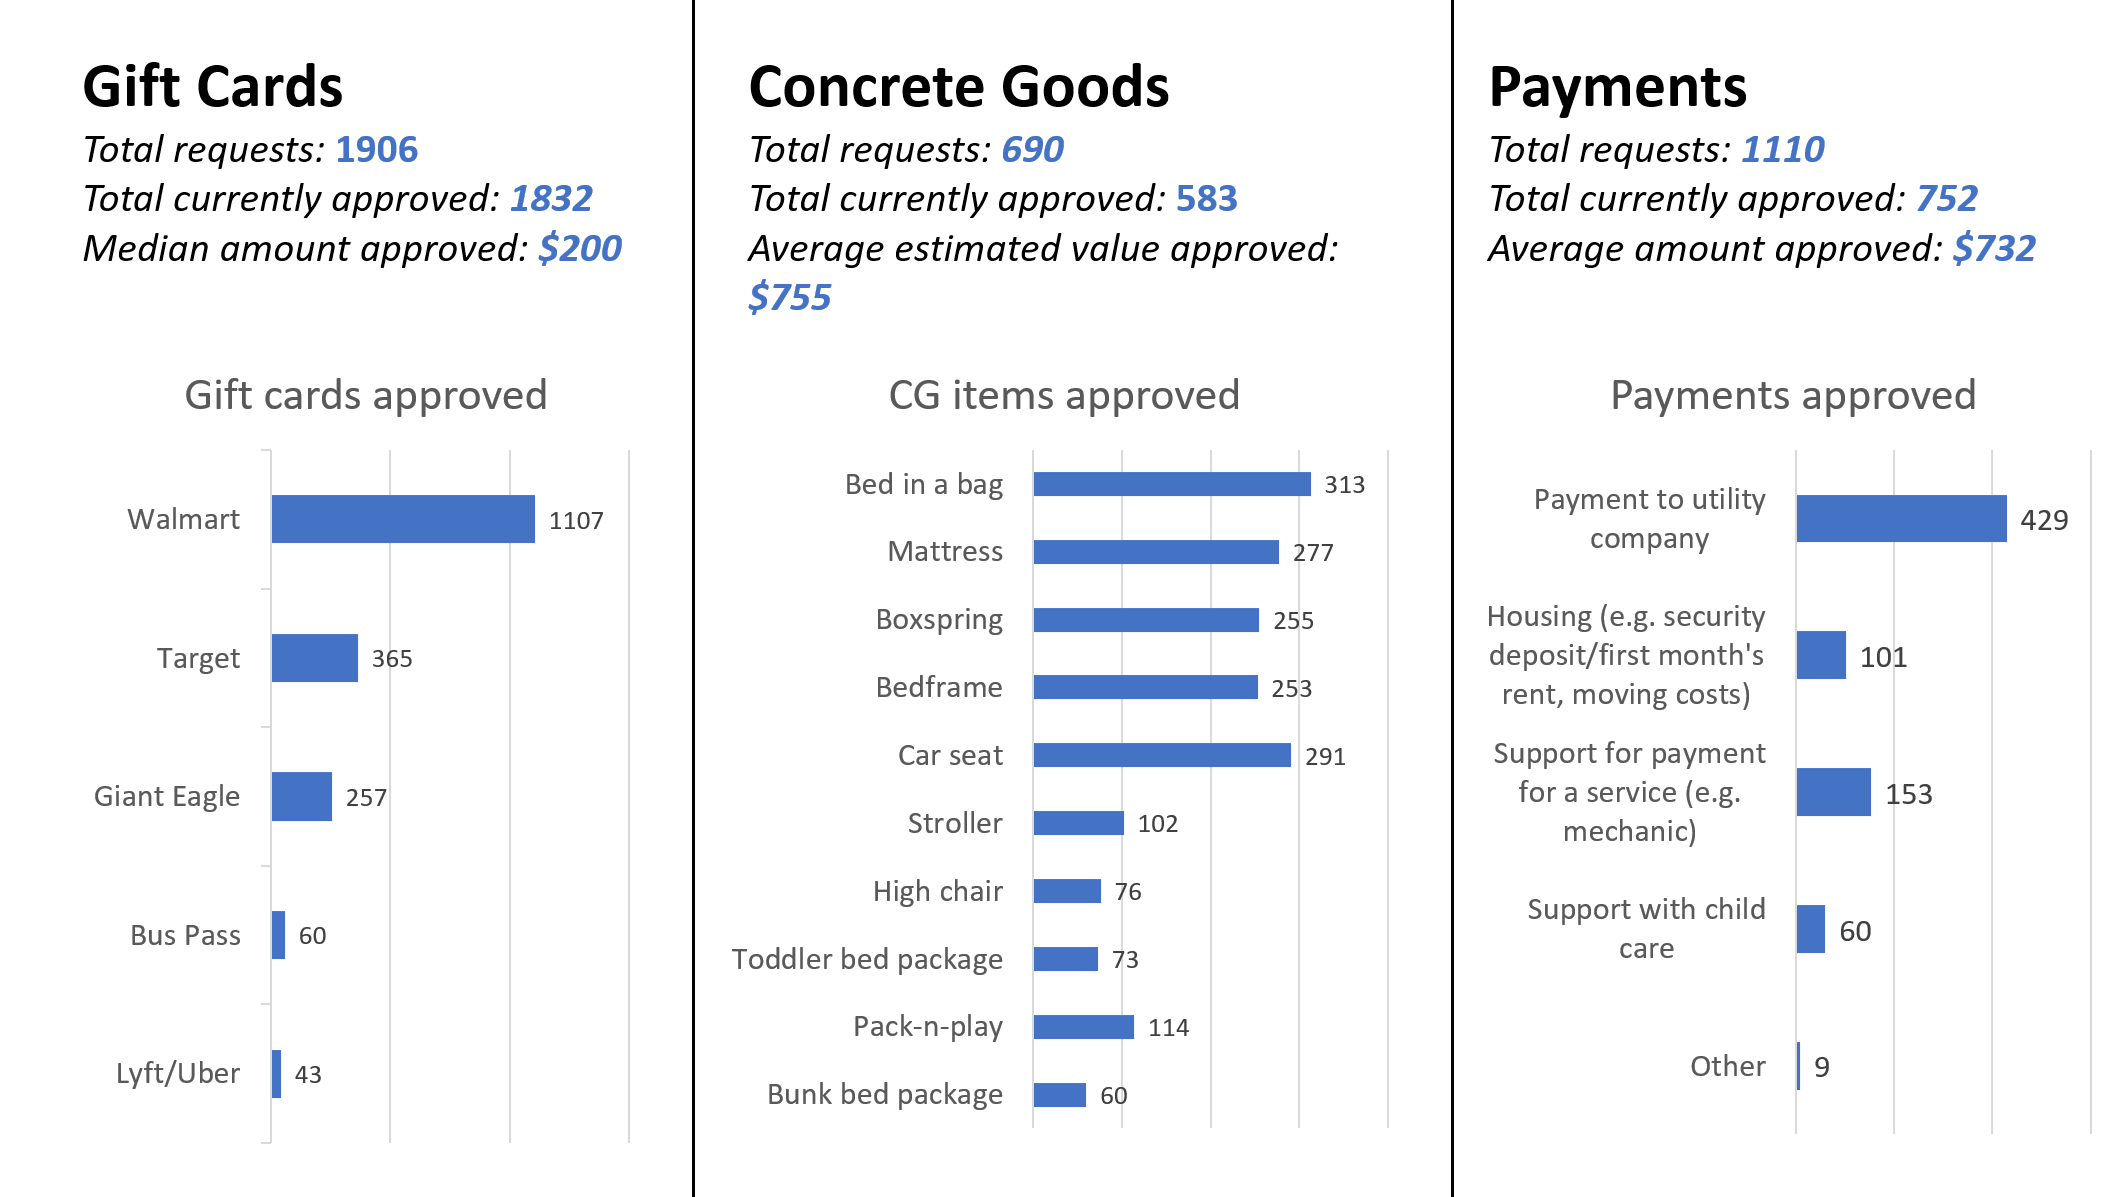 Gift Cards
Total requests: 1906
Total currently approved: 1832
Median amount approved: $200
Gift cards approved
Walmart 1107
Target 365
Giant Eagle 257
Bus Pass 60
Lyft/Uber 43
Concrete Goods
Total requests: 690
Total currently approved: 583
Average estimated value approved:
$755
CG items approved
Bed in a bag 313
Mattress 277
Boxspring 255
Bedframe 253
Car seat 291
Stroller 102
High chair 76
Toddler bed package 73
Pack-n-play 114
Bunk bed package 60
Payments
Total requests: 1110
Total currently approved: 752
Average amount approved: $732
Payments approved
Payment to utility
company
429
Housing (e.g. security
deposit/first month's
rent, moving costs)
101
Support for payment
for a service (e.g.
mechanic)
153
Support with child
care
60
Other 9